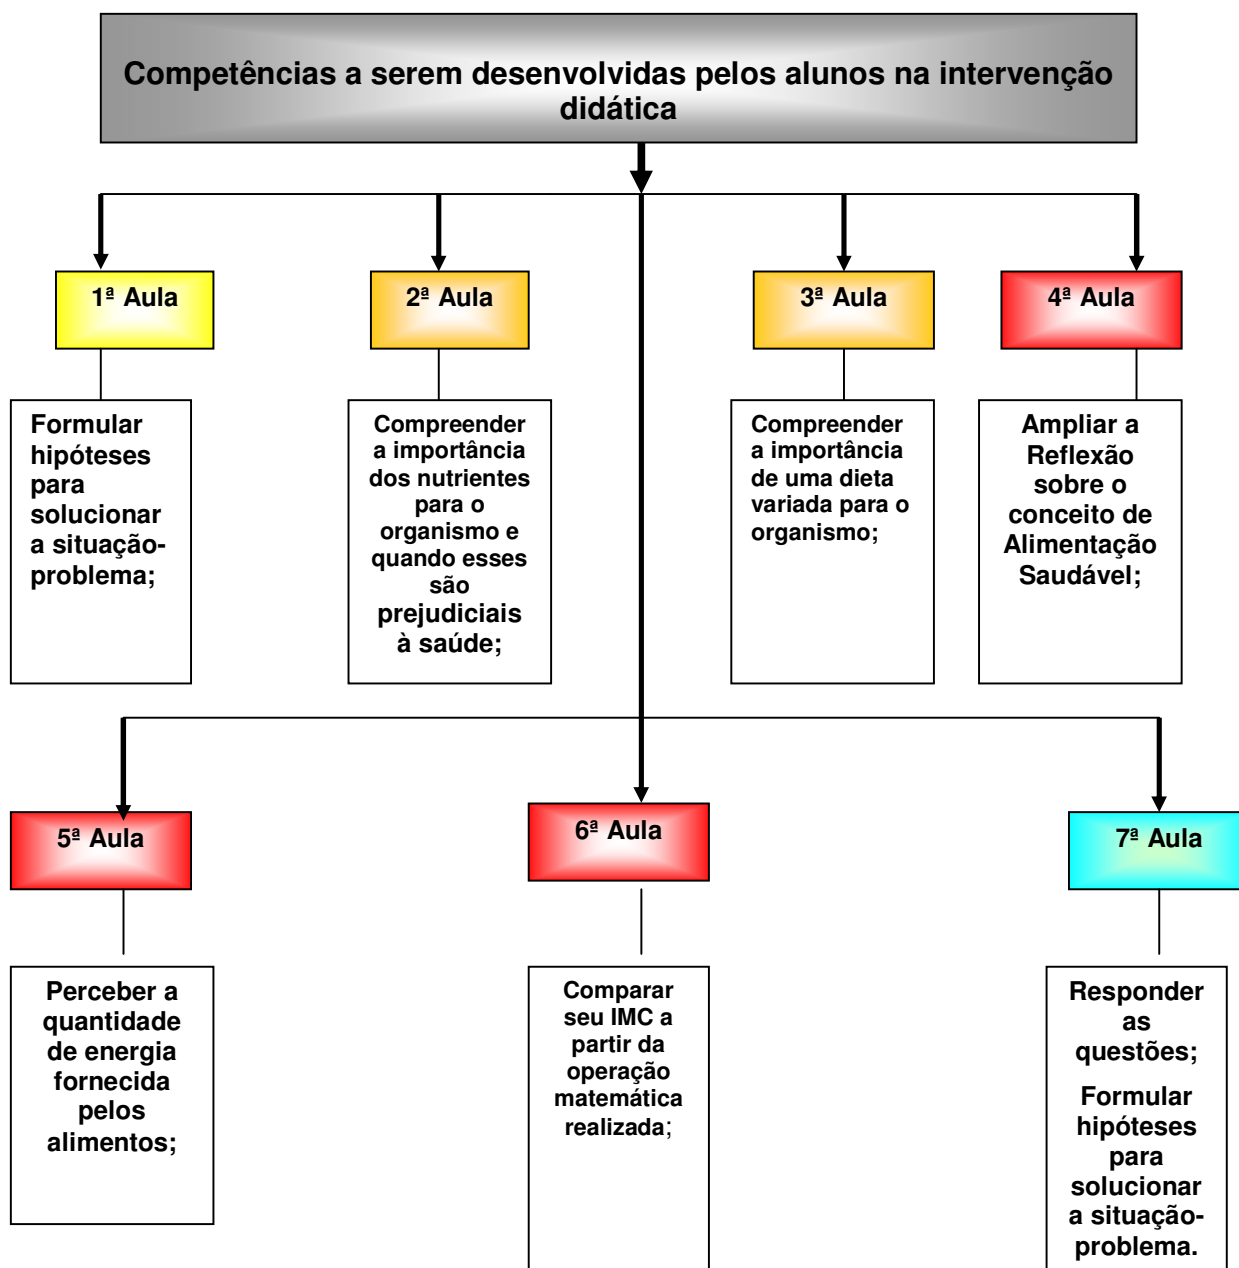 Competências a serem desenvolvidas pelos alunos na intervenção
didática
1ª Aula
2ª Aula
3ª Aula
4ª Aula
Formular
hipóteses
para
solucionar
a situação-
problema;
Compreender
a importância
dos nutrientes
para o
organismo e
quando esses
são
prejudiciais
à saúde;
Compreender
a importância
de uma dieta
variada para o
organismo;
Ampliar a
Reflexão
sobre o
conceito de
Alimentação
Saudável;
5ª Aula
6ª Aula
7ª Aula
Perceber a
quantidade
de energia
fornecida
pelos
alimentos;
Comparar
seu IMC a
partir da
operação
matemática
realizada;
Responder
as
questões;
Formular
hipóteses
para
solucionar
a situação-
problema.